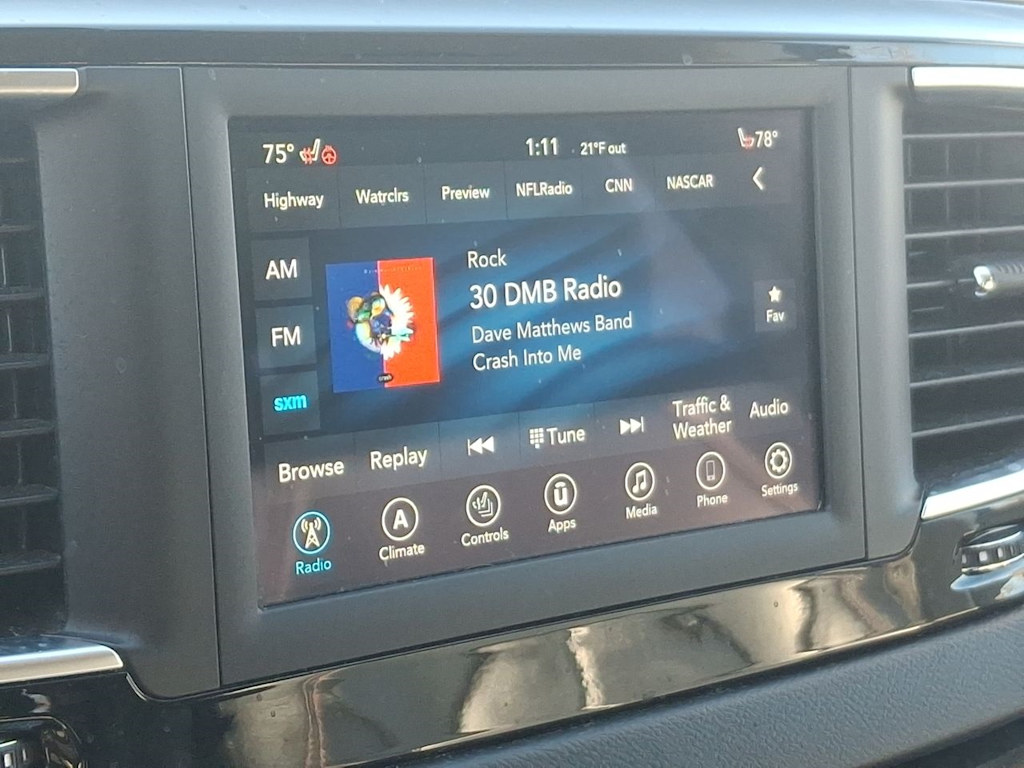 75° 1:11 21°F out 78°
Highway Watrclrs Preview NFLRadio CNN NASCAR
AM
FM
sxm
Rock
30 DMB Radio
Dave Matthews Band
Crash Into Me
crash
Fav
Browse Replay Tune Traffic & Weather Audio
Radio A Climate Controls Apps Media Phone Settings